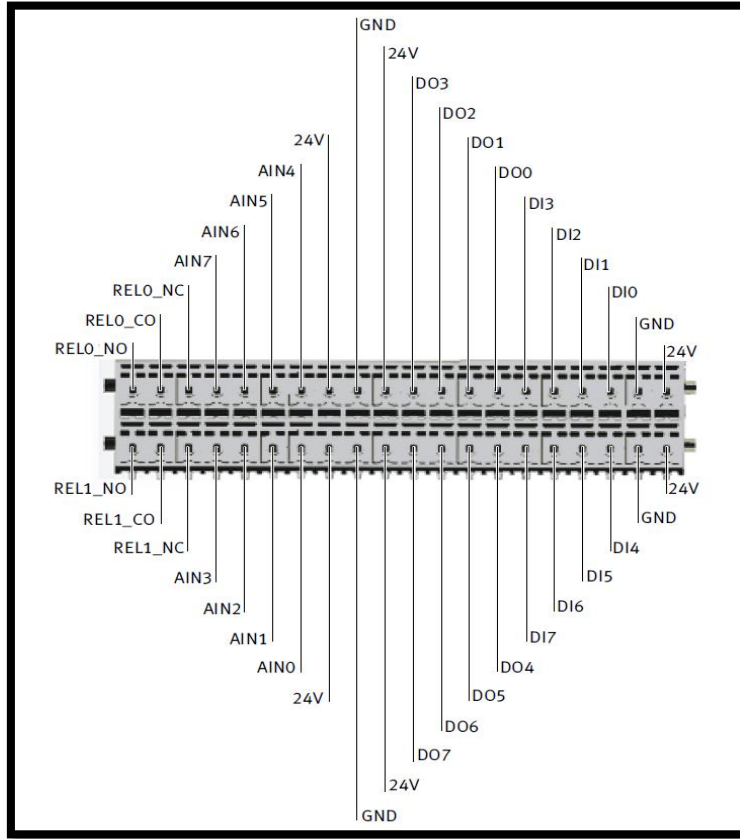 GND
24V
DO3
DO2
24V
DO1
AIN4
DO0
AIN5
DI3
AIN6
DI2
AIN7
DI1
REL0_NC
DI0
REL0_CO
GND
REL0_NO
24V
REL1_NO
24V
REL1_CO
GND
REL1_NC
DI4
AIN3
DI5
AIN2
DI6
AIN1
DI7
AIN0
DO4
24V
DO5
DO6
DO7
24V
GND